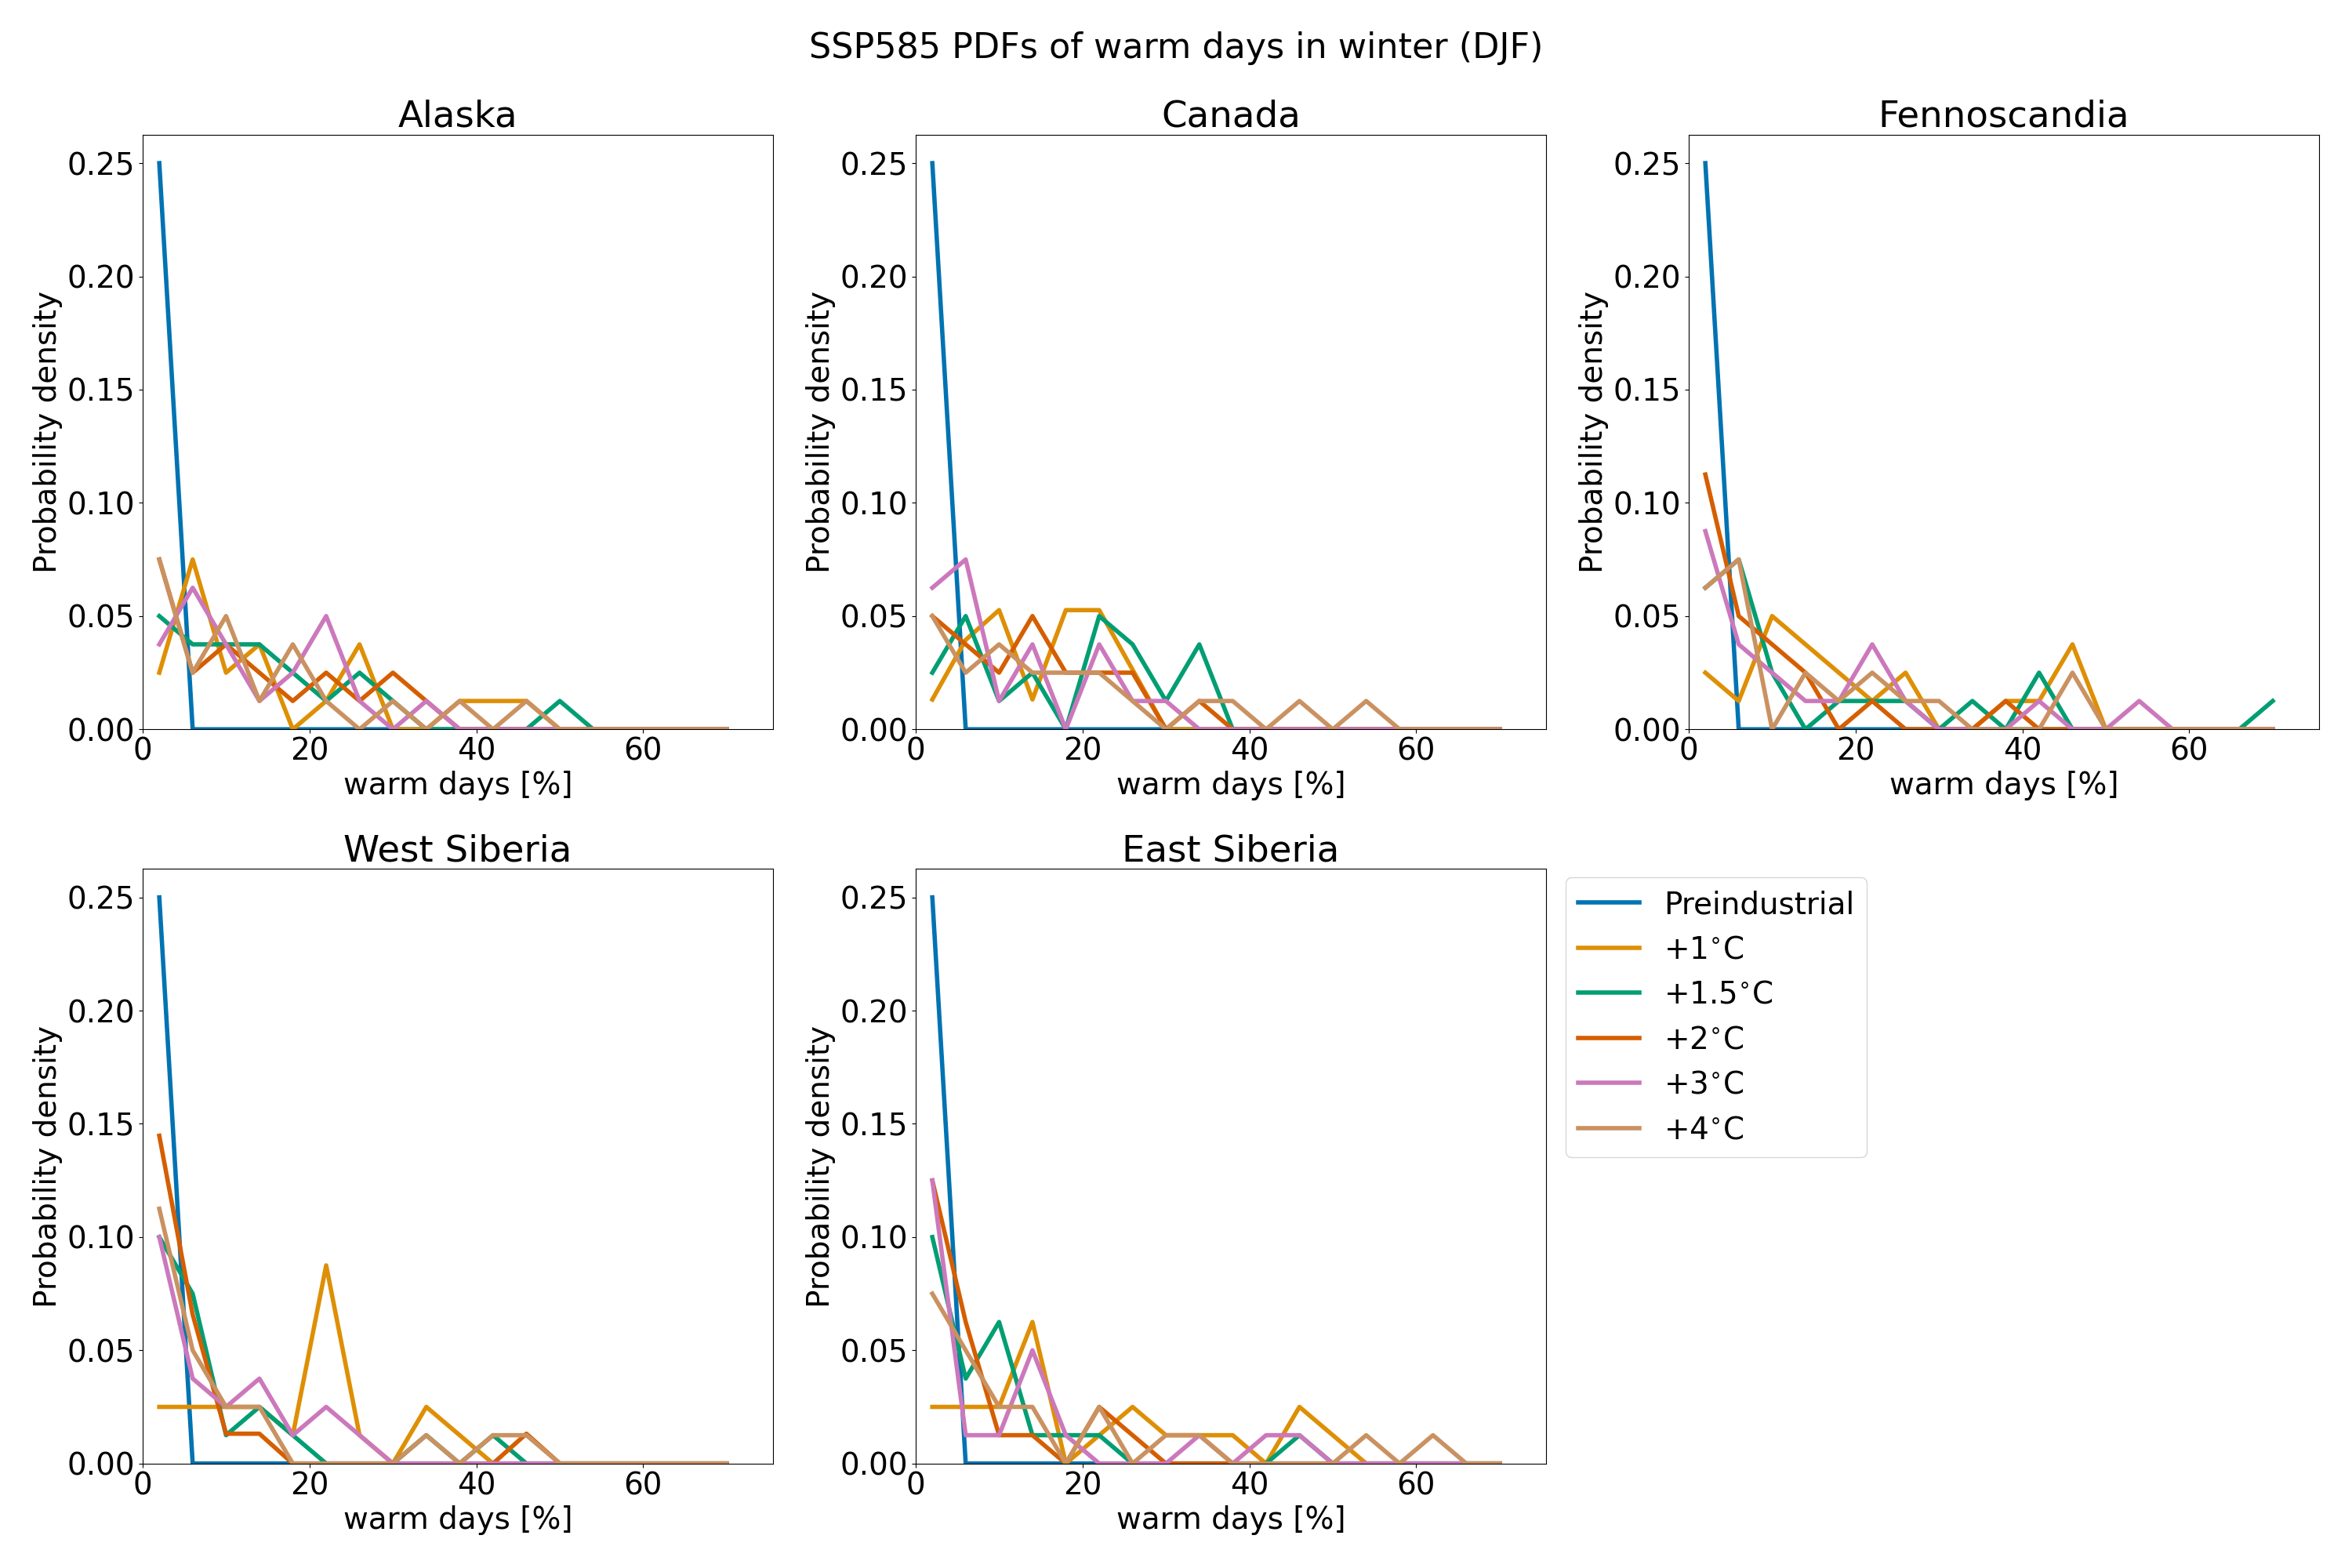 SSP585 PDFs of warm days in winter (DJF)
Alaska
Probability density
0.25
0.20
0.15
0.10
0.05
0.00
0 20 40 60
warm days [%]
Canada
Probability density
0.25
0.20
0.15
0.10
0.05
0.00
0 20 40 60
warm days [%]
Fennoscandia
Probability density
0.25
0.20
0.15
0.10
0.05
0.00
0 20 40 60
warm days [%]
West Siberia
Probability density
0.25
0.20
0.15
0.10
0.05
0.00
0 20 40 60
warm days [%]
East Siberia
Probability density
0.25
0.20
0.15
0.10
0.05
0.00
0 20 40 60
warm days [%]
Preindustrial
+1°C
+1.5°C
+2°C
+3°C
+4°C